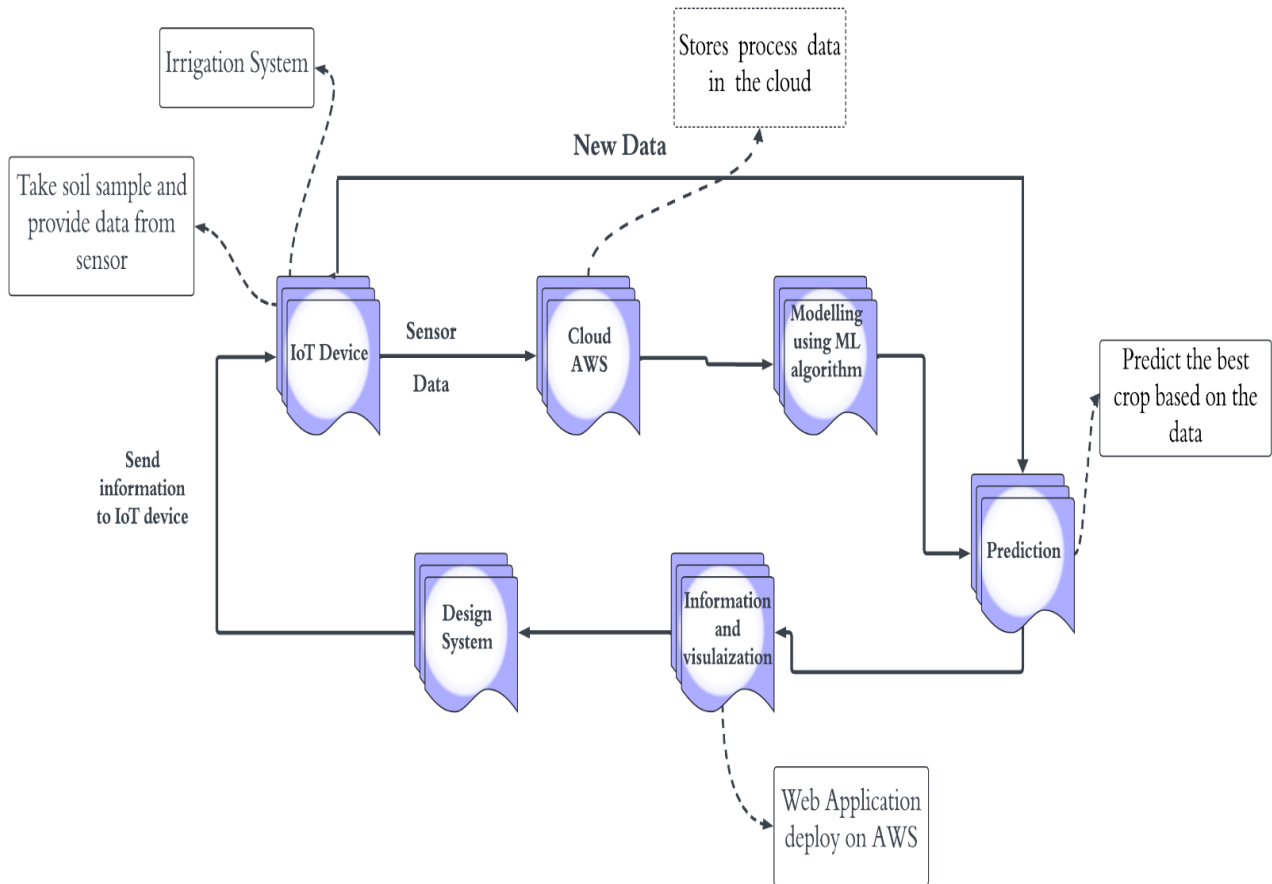 Irrigation System
Stores process data
in the cloud
New Data
Take soil sample and
provide data from
sensor
IoT Device
Sensor
Data
Cloud
AWS
Modelling
using ML
algorithm
Predict the best
crop based on the
data
Send
information
to IoT device
Prediction
Design
System
Information
and
visulaization
Web Application
deploy on AWS